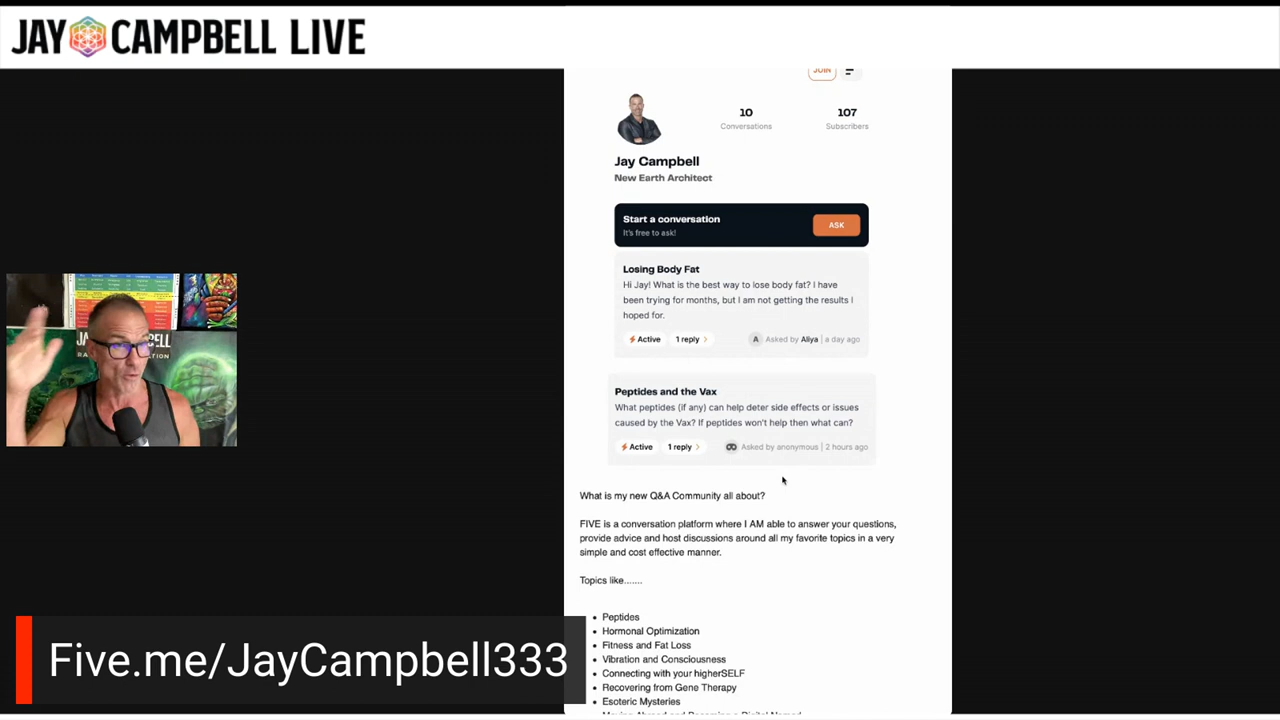 JAY CAMPBELL LIVE
JOIN
10
107
Conversations
Subscribers
Jay Campbell
New Earth Architect
Start a conversation
It's free to ask!
ASK
Losing Body Fat
Hi Jay! What is the best way to lose body fat? I have
been trying for months, but I am not getting the results I
hoped for.
Active
1 reply
A
Asked by Aliya | a day ago
Peptides and the Vax
What peptides (if any) can help deter side effects or issues
caused by the Vax? If peptides won't help then what can?
Active
1 reply
Asked by anonymous | 2 hours ago
What is my new Q&A Community all about?
FIVE is a conversation platform where I AM able to answer your questions,
provide advice and host discussions around all my favorite topics in a very
simple and cost effective manner.
Topics like.......
• Peptides
• Hormonal Optimization
• Fitness and Fat Loss
• Vibration and Consciousness
• Connecting with your higherSELF
• Recovering from Gene Therapy
• Esoteric Mysteries
Moving Abroad and Becoming a Digital Nomad
Five.me/JayCampbell333